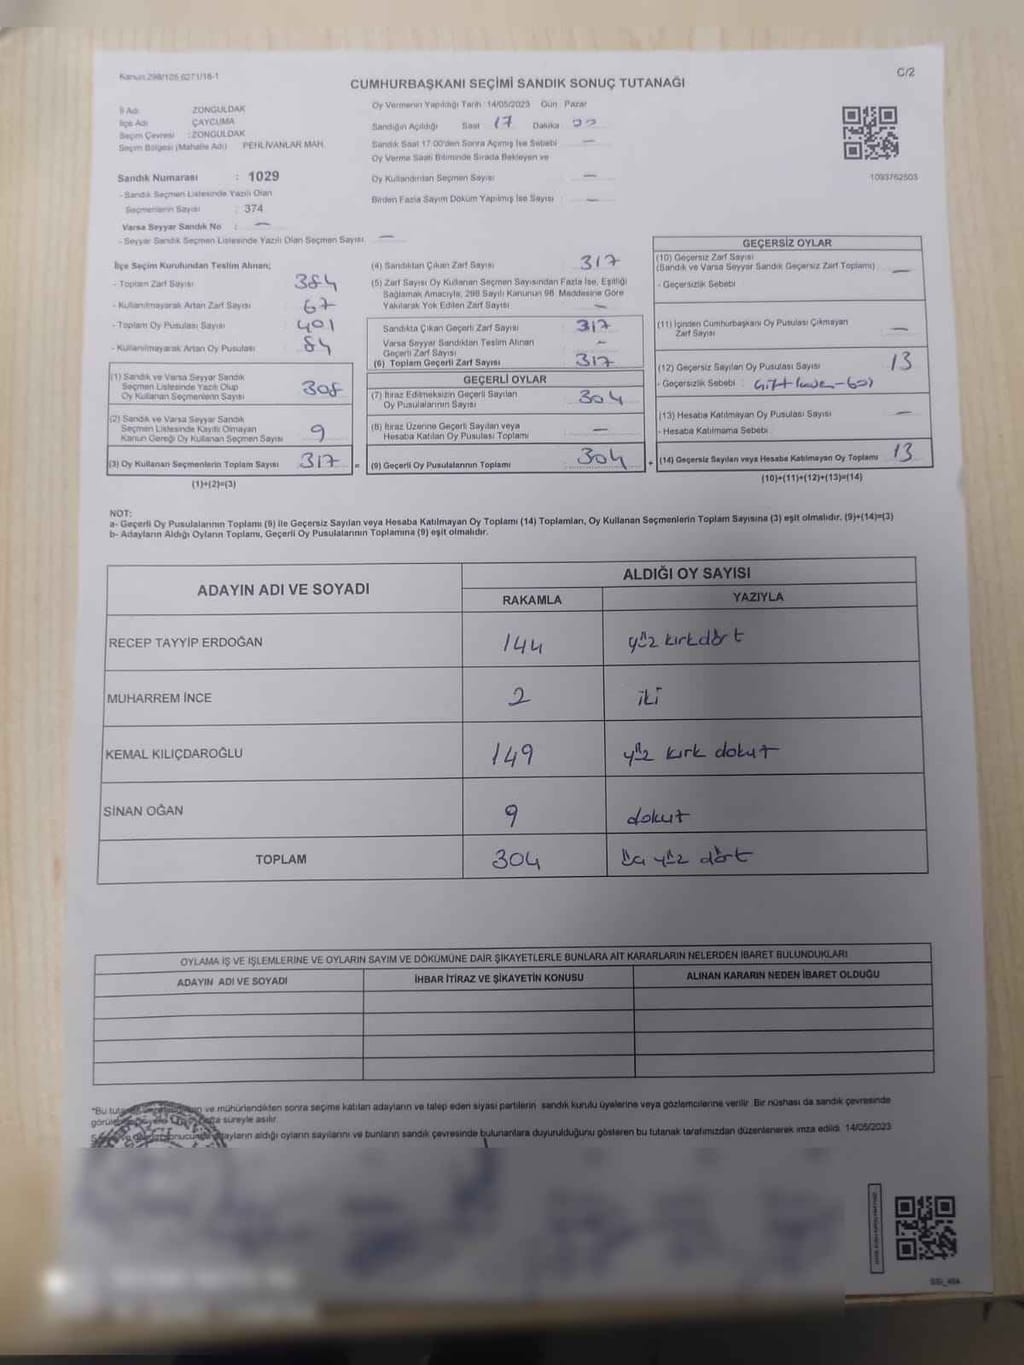 Kanun:298/105 6271/16-1
C/2
CUMHURBAŞKANI SEÇİMİ SANDIK SONUÇ TUTANAĞI
İl Adı ZONGULDAK
İlçe Adı ÇAYCUMA
Seçim Çevresi : ZONGULDAK
Seçim Bölgesi (Mahalle Adı) PEHLİVANLAR MAH.
Sandık Numarası : 1029
- Sandık Seçmen Listesinde Yazılı Olan
Seçmenlerin Sayısı : 374
Varsa Seyyar Sandık No : —
- Seyyar Sandık Seçmen Listesinde Yazılı Olan Seçmen Sayısı —
Oy Vermenin Yapıldığı Tarih :14/05/2023 Gün Pazar
Sandığın Açıldığı Saat 17 Dakika 00
Sandık Saat 17:00'den Sonra Açımış İse Sebebi —
Oy Verme Saati Bitiminde Sırada Bekleyen ve
Oy Kullandırılan Seçmen Sayısı —
Birden Fazla Sayım Döküm Yapılmış İse Sayısı —
1093762503
İlçe Seçim Kurulundan Teslim Alınan;
- Toplam Zarf Sayısı 384
- Kullanılmayarak Artan Zarf Sayısı 67
- Toplam Oy Pusulası Sayısı 401
- Kullanılmayarak Artan Oy Pusulası 84
(1) Sandık ve Varsa Seyyar Sandık
Seçmen Listesinde Yazılı Olup
Oy Kullanan Seçmenlerin Sayısı 308
(2) Sandık ve Varsa Seyyar Sandık
Seçmen Listesinde Kayıtlı Olmayan
Kanun Gereği Oy Kullanan Seçmen Sayısı 9
(3) Oy Kullanan Seçmenlerin Toplam Sayısı 317 =
(1)+(2)=(3)
(4) Sandıktan Çıkan Zarf Sayısı 317
(5) Zarf Sayısı Oy Kullanan Seçmen Sayısından Fazla İse, Eşitliği
Sağlamak Amacıyla, 298 Sayılı Kanunun 98. Maddesine Göre
Yakılarak Yok Edilen Zarf Sayısı —
Sandıkta Çıkan Geçerli Zarf Sayısı 317
Varsa Seyyar Sandıktan Teslim Alınan
Geçerli Zarf Sayısı —
(6) Toplam Geçerli Zarf Sayısı 317
GEÇERLİ OYLAR
(7) İtiraz Edilmeksizin Geçerli Sayılan
Oy Pusulalarının Sayısı 304
(8) İtiraz Üzerine Geçerli Sayılan veya
Hesaba Katılan Oy Pusulası Toplamı —
(9) Geçerli Oy Pusulalarının Toplamı 304 +
GEÇERSİZ OYLAR
(10) Geçersiz Zarf Sayısı
(Sandık ve Varsa Seyyar Sandık Geçersiz Zarf Toplamı) —
- Geçersizlik Sebebi
(11) İçinden Cumhurbaşkanı Oy Pusulası Çıkmayan
Zarf Sayısı —
(12) Geçersiz Sayılan Oy Pusulası Sayısı 13
- Geçersizlik Sebebi
(13) Hesaba Katılmayan Oy Pusulası Sayısı —
- Hesaba Katılmama Sebebi
(14) Geçersiz Sayılan veya Hesaba Katılmayan Oy Toplamı 13
(10)+(11)+(12)+(13)=(14)
NOT:
a- Geçerli Oy Pusulalarının Toplamı (9) ile Geçersiz Sayılan veya Hesaba Katılmayan Oy Toplamı (14) Toplamları, Oy Kullanan Seçmenlerin Toplam Sayısına (3) eşit olmalıdır. (9)+(14)=(3)
b- Adayların Aldığı Oyların Toplamı, Geçerli Oy Pusulalarının Toplamına (9) eşit olmalıdır.
ADAYIN ADI VE SOYADI ALDIĞI OY SAYISI
RAKAMLA YAZIYLA
RECEP TAYYİP ERDOĞAN 144 yüz kırkdört
MUHARREM İNCE 2 iki
KEMAL KILIÇDAROĞLU 149 yüz kırk dokuz
SİNAN OĞAN 9 dokuz
TOPLAM 304 üç yüz dört
OYLAMA İŞ VE İŞLEMLERİNE VE OYLARIN SAYIM VE DÖKÜMÜNE DAİR ŞİKAYETLERLE BUNLARA AİT KARARLARIN NELERDEN İBARET BULUNDUKLARI
ADAYIN ADI VE SOYADI İHBAR İTİRAZ VE ŞİKAYETİN KONUSU ALINAN KARARIN NEDEN İBARET OLDUĞU
"Bu ve mühürlendikten sonra seçime katılan adayların ve talep eden siyasi partilerin sandık kurulu üyelerine veya gözlemcilerine verilir. Bir nüshası da sandık çevresinde
süreyle asılır.
adayların aldığı oyların sayılarını ve bunların sandık çevresinde bulunanlara duyurulduğunu gösteren bu tutanak tarafımızdan düzenlenerek imza edildi. 14/05/2023